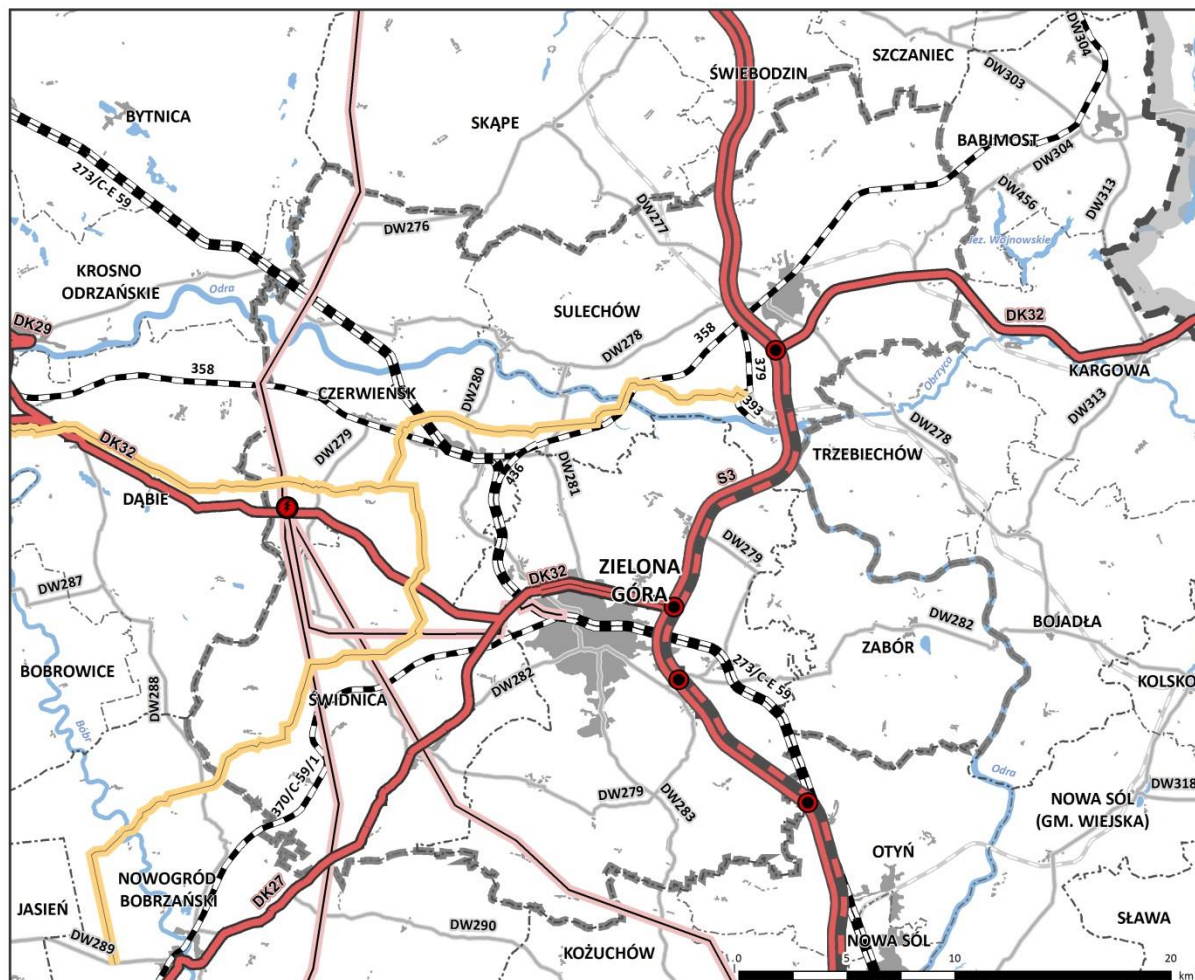 DW304
SZCZANIEC
ŚWIEBODZIN
DW303
BYTNICA
SKĄPE
BABIMOST
DW304
273/C-E 59
DW456
DW313
DW277
DW276
Jez. Wojnowskie
KROSNO
ODRZAŃSKIE
Odra
SULECHÓW
DK29
DW278
358
DK32
Obrzyca
379
KARGOWA
358
CZERWIEŃSK
DW280
393
DW313
DW278
DK32
DW279
TRZEBIECHÓW
436
DW281
S3
DĄBIE
DW279
DW287
DK32
ZIELONA
GÓRA
DW282
BOJADŁA
ZABÓR
BOBROWICE
DW288
DW282
273/C-E 59
KOLSKO
ŚWIDNICA
Bóbr
Odra
370/C-59/1
DW279
DW283
DW318
NOWA SÓL
(GM. WIEJSKA)
OTYŃ
NOWOGRÓD
BOBRZAŃSKI
DK27
JASIEŃ
DW290
SŁAWA
DW289
KOŻUCHÓW
NOWA SÓL
0 5 10 20
km